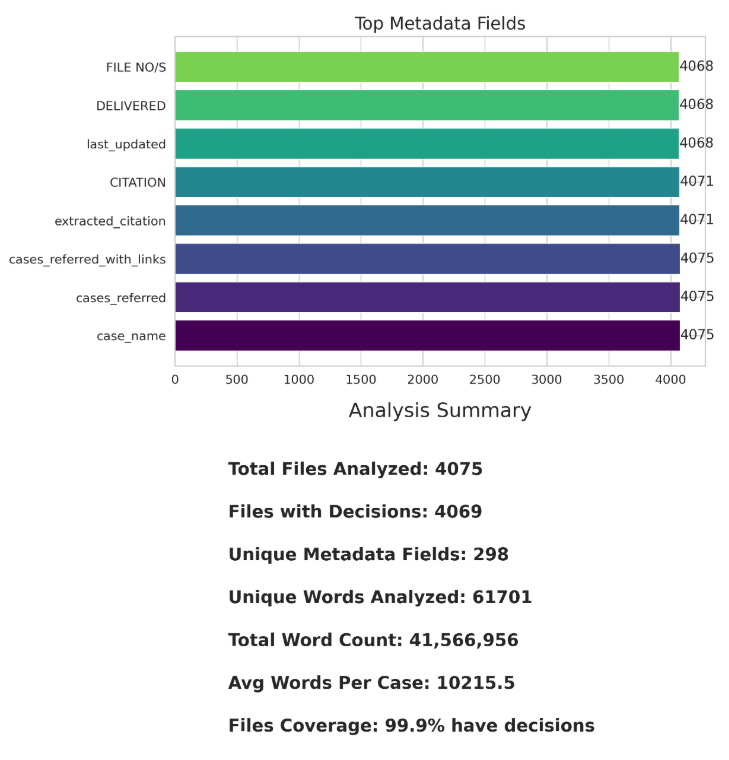 Top Metadata Fields
FILE NO/S 4068
DELIVERED 4068
last_updated 4068
CITATION 4071
extracted_citation 4071
cases_referred_with_links 4075
cases_referred 4075
case_name 4075
0 500 1000 1500 2000 2500 3000 3500 4000
Analysis Summary
Total Files Analyzed: 4075
Files with Decisions: 4069
Unique Metadata Fields: 298
Unique Words Analyzed: 61701
Total Word Count: 41,566,956
Avg Words Per Case: 10215.5
Files Coverage: 99.9% have decisions